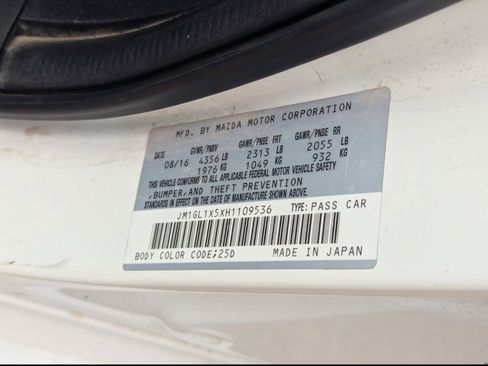 MFD. BY MAZDA MOTOR CORPORATION
DATE GVWR/PNBV GAWR/PNBE FRT GAWR/PNBE RR
08/16 4356 LB 2313 LB 2055 LB
1976 KG 1049 KG 932 KG
THIS VEHICLE CONFORMS TO ALL APPLICABLE FEDERAL MOTOR VEHICLE SAFETY
,BUMPER, AND THEFT PREVENTION
STANDARDS IN EFFECT ON THE DATE OF MANUFACTURE SHOWN ABOVE.
JM1GL1X5XH1109536 TYPE: PASS CAR
BODY COLOR CODE;25D MADE IN JAPAN